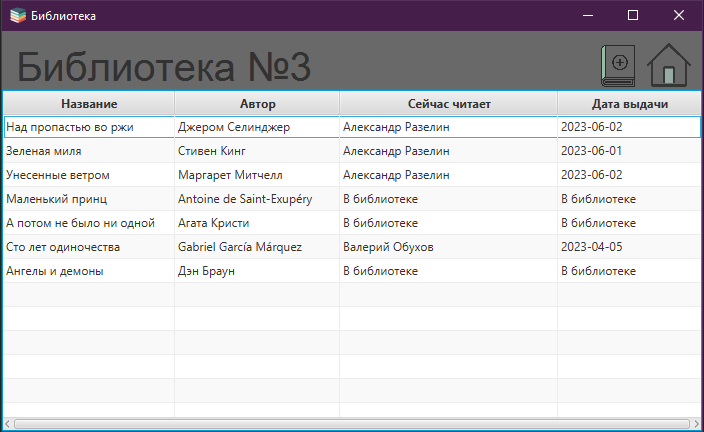 Библиотека
Библиотека №3
Название Автор Сейчас читает Дата выдачи
Над пропастью во ржи Джером Селинджер Александр Разелин 2023-06-02
Зеленая миля Стивен Кинг Александр Разелин 2023-06-01
Унесенные ветром Маргарет Митчелл Александр Разелин 2023-06-02
Маленький принц Antoine de Saint-Exupéry В библиотеке В библиотеке
А потом не было ни одной Агата Кристи В библиотеке В библиотеке
Сто лет одиночества Gabriel García Márquez Валерий Обухов 2023-04-05
Ангелы и демоны Дэн Браун В библиотеке В библиотеке